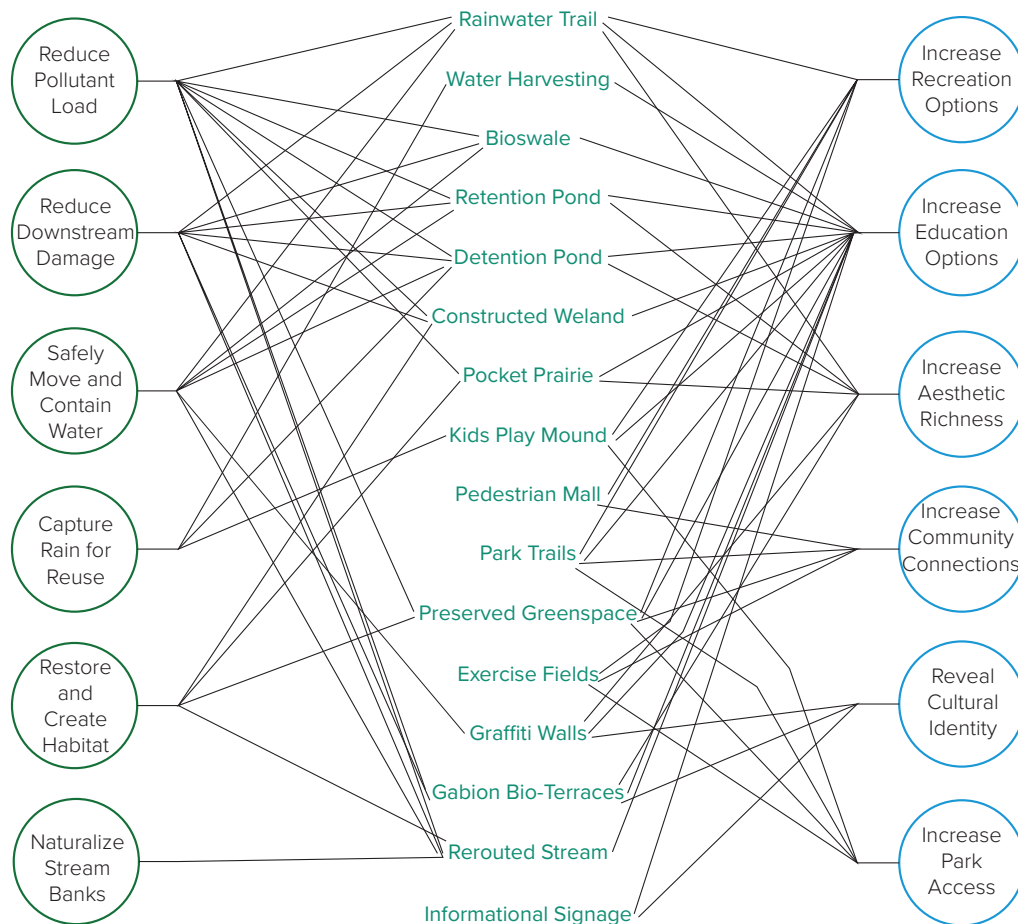 Reduce
Pollutant
Load
Reduce
Downstream
Damage
Safely
Move and
Contain
Water
Capture
Rain for
Reuse
Restore
and
Create
Habitat
Naturalize
Stream
Banks
Rainwater Trail
Water Harvesting
Bioswale
Retention Pond
Detention Pond
Constructed Weland
Pocket Prairie
Kids Play Mound
Pedestrian Mall
Park Trails
Preserved Greenspace
Exercise Fields
Graffiti Walls
Gabion Bio-Terraces
Rerouted Stream
Informational Signage
Increase
Recreation
Options
Increase
Education
Options
Increase
Aesthetic
Richness
Increase
Community
Connections
Reveal
Cultural
Identity
Increase
Park
Access